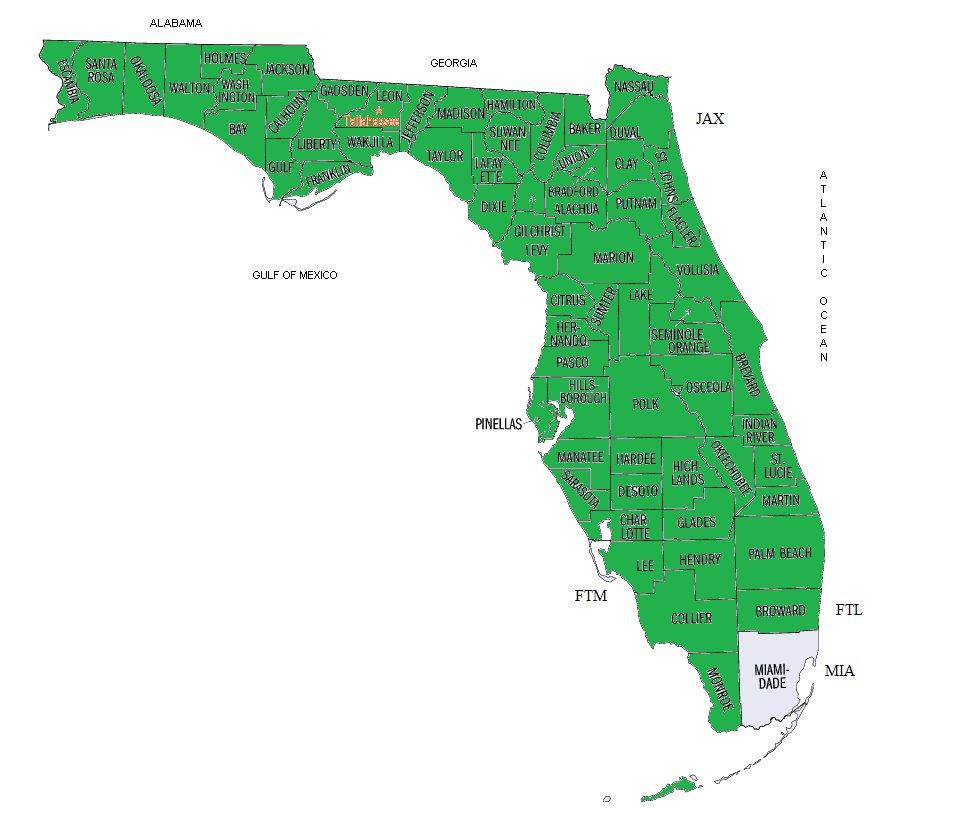 ALABAMA
GEORGIA
ESCAMBIA
SANTA
ROSA
OKALOOSA
WALTON
HOLMES
WASH
INGTON
JACKSON
BAY
CALHOUN
GULF
GADSDEN
LIBERTY
FRANKLIN
LEON
Tallahassee
WAKULLA
JEFFERSON
MADISON
TAYLOR
HAMILTON
SUWAN
NEE
LAFAY
ETTE
DIXIE
COLUMBIA
BAKER
UNION
BRADFORD
ALACHUA
GILCHRIST
LEVY
NASSAU
DUVAL
CLAY
ST. JOHNS
PUTNAM
FLAGLER
JAX
ATLANTIC OCEAN
GULF OF MEXICO
MARION
VOLUSIA
CITRUS
SUMTER
LAKE
HER-
NANDO
SEMINOLE
ORANGE
PASCO
HILLS-
BOROUGH
PINELLAS
POLK
OSCEOLA
BREVARD
INDIAN
RIVER
MANATEE
HARDEE
HIGH-
LANDS
OKEECHOBEE
ST.
LUCIE
SARASOTA
DESOTO
MARTIN
CHAR
LOTTE
GLADES
LEE
HENDRY
PALM BEACH
FTM
COLLIER
BROWARD
FTL
MONROE
MIAMI-
DADE
MIA